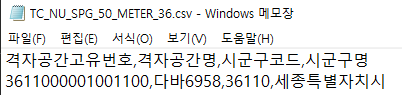 TC_NU_SPG_50_METER_36.csv - Windows 메모장
파일(F) 편집(E) 서식(O) 보기(V) 도움말(H)
격자공간고유번호,격자공간명,시군구코드,시군구명
3611000001001100,다바6958,36110,세종특별자치시